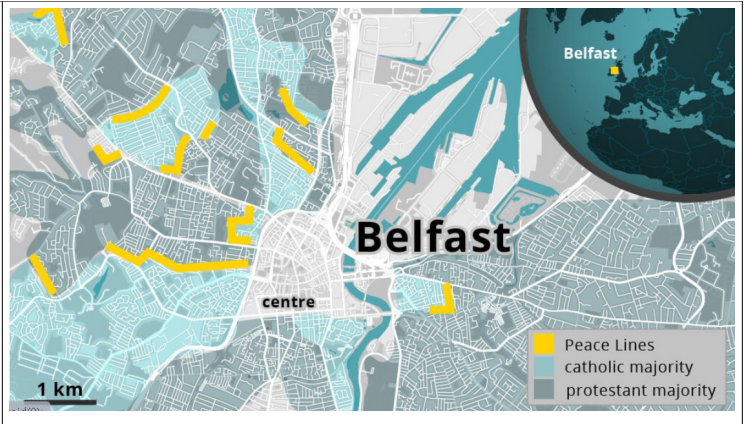 Belfast
Belfast
centre
Peace Lines
catholic majority
protestant majority
1 km